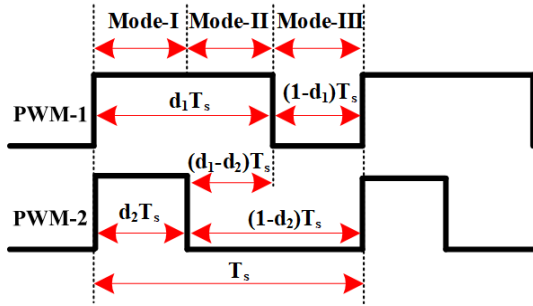 Mode-I Mode-II Mode-III
PWM-1
d₁Tₛ
(1-d₁)Tₛ
(d₁-d₂)Tₛ
PWM-2
d₂Tₛ
(1-d₂)Tₛ
Tₛ